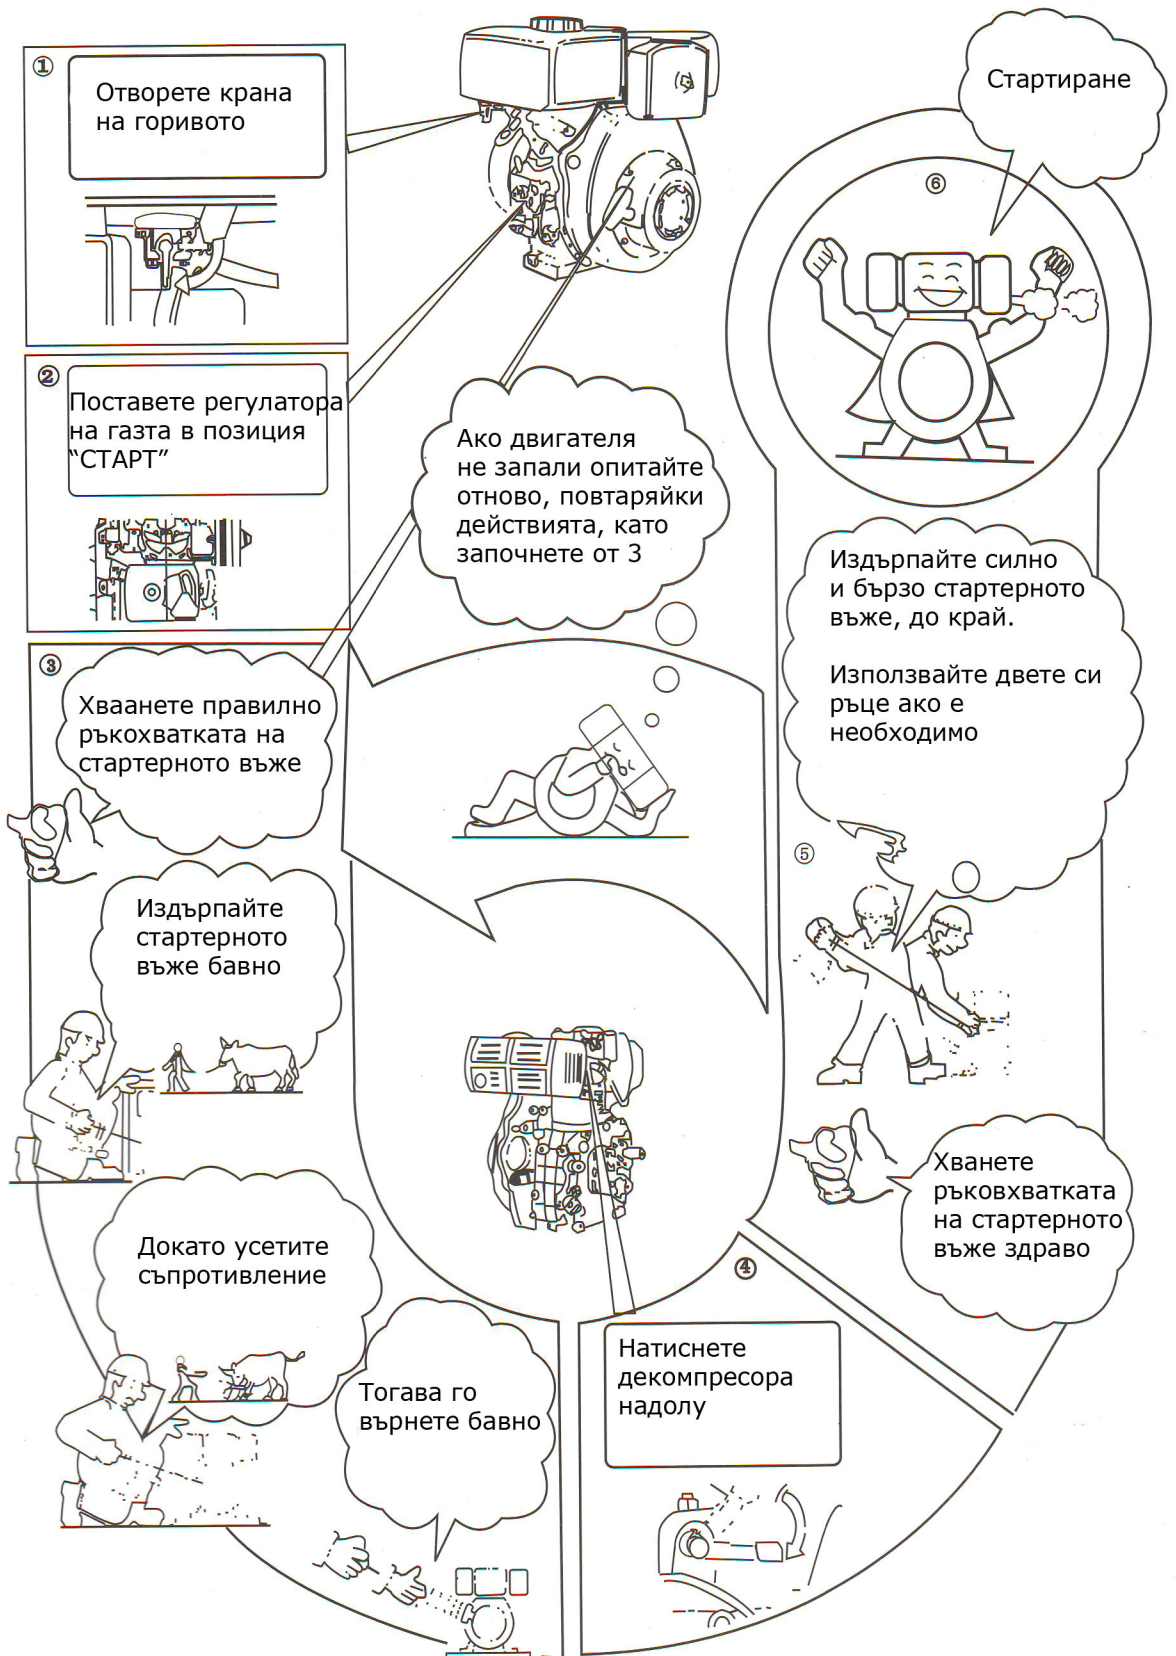 ①
Отворете крана
на горивото
②
Поставете регулатора
на газта в позиция
“СТАРТ”
③
Хваанете правилно
ръкохватката на
стартерното въже
Издърпайте
стартерното
въже бавно
Докато усетите
съпротивление
Тогава го
върнете бавно
④
Натиснете
декомпресора
надолу
⑤
Хванете
ръковхватката
на стартерното
въже здраво
Издърпайте силно
и бързо стартерното
въже, до край.
Използвайте двете си
ръце ако е
необходимо
⑥
Стартиране
Ако двигателя
не запали опитайте
отново, повтаряйки
действията, като
започнете от 3